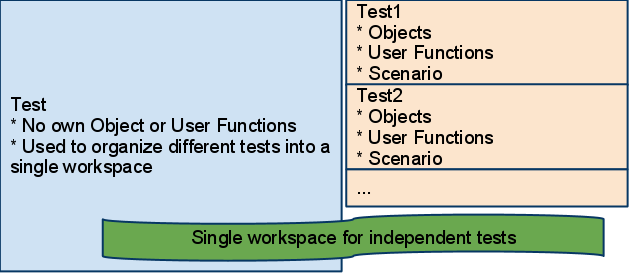 Test
* No own Object or User Functions
* Used to organize different tests into a
single workspace
Test1
* Objects
* User Functions
* Scenario
Test2
* Objects
* User Functions
* Scenario
...
Single workspace for independent tests